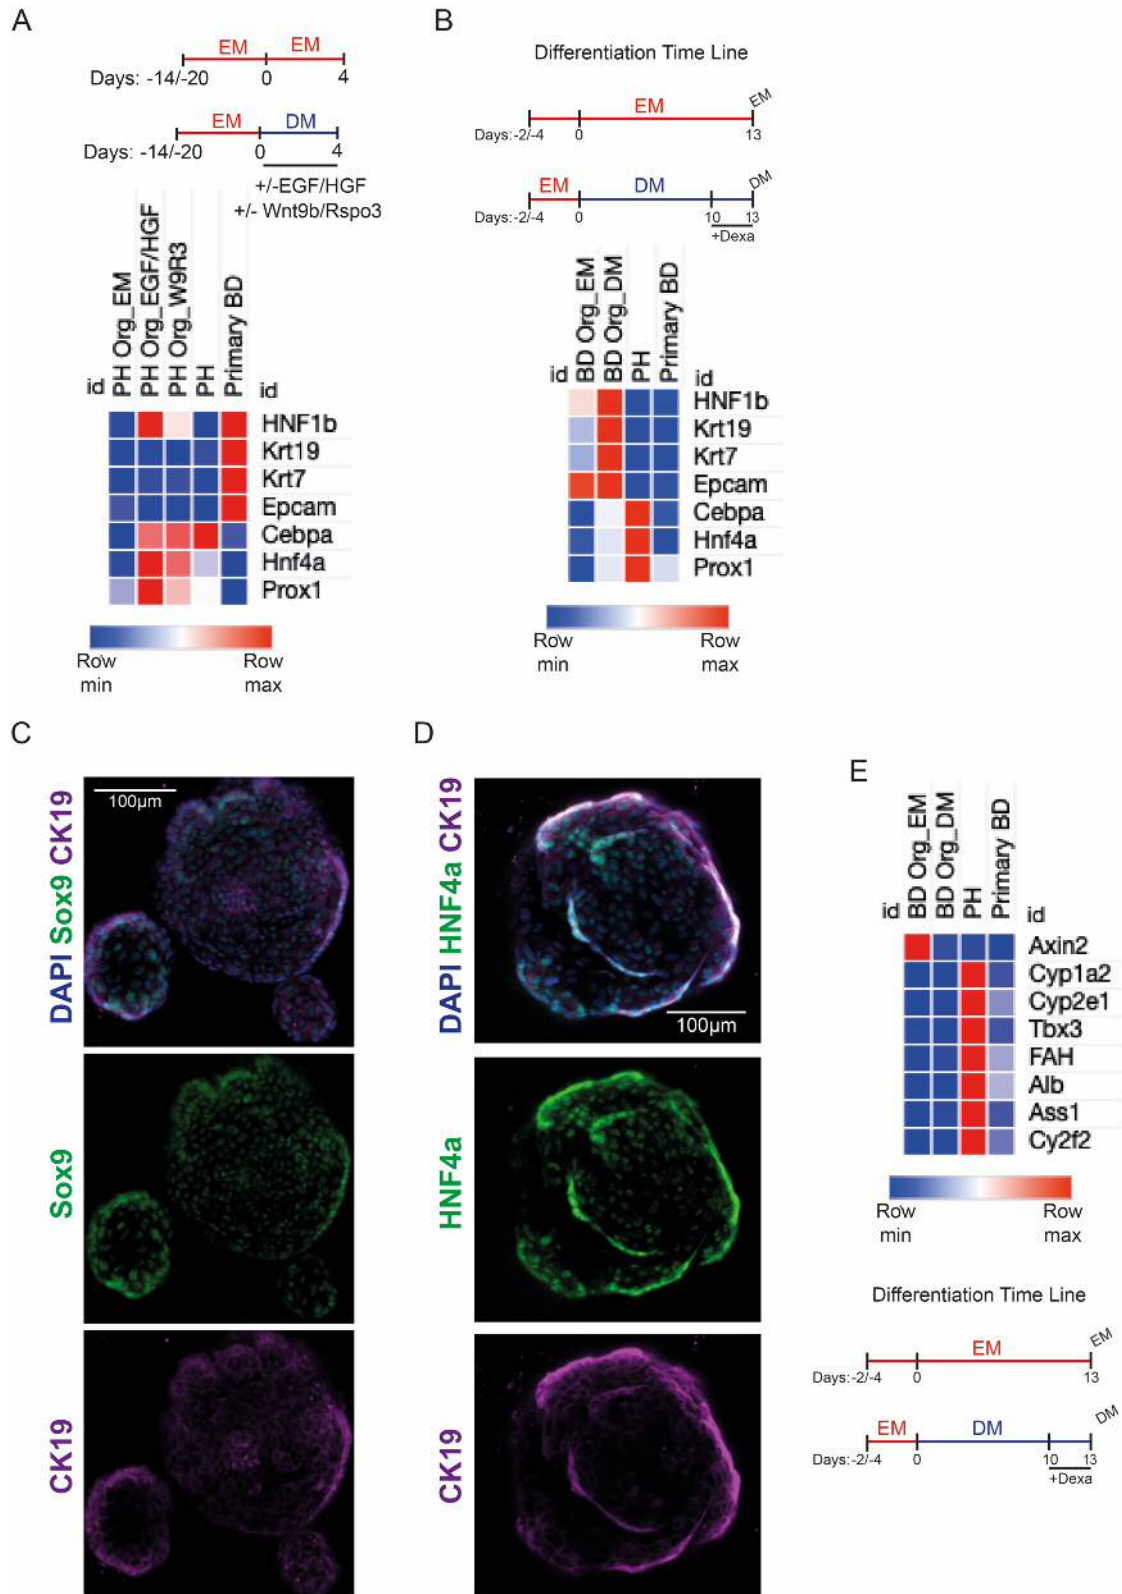 A
EM EM
Days: -14/-20 0 4
EM DM
Days: -14/-20 0 4
+/-EGF/HGF
+/- Wnt9b/Rspo3
id PH Org_EM PH Org_EGF/HGF PH Org_W9R3 PH Primary BD id
HNF1b
Krt19
Krt7
Epcam
Cebpa
Hnf4a
Prox1
Row min Row max
B
Differentiation Time Line
EM EM
Days:-2/-4 0 13
EM DM DM
Days:-2/-4 0 10 13
+Dexa
id BD Org_EM BD Org_DM PH Primary BD id
HNF1b
Krt19
Krt7
Epcam
Cebpa
Hnf4a
Prox1
Row min Row max
C
DAPI Sox9 CK19
100µm
Sox9
CK19
D
DAPI HNF4a CK19
100µm
HNF4a
CK19
E
id BD Org_EM BD Org_DM PH Primary BD id
Axin2
Cyp1a2
Cyp2e1
Tbx3
FAH
Alb
Ass1
Cy2f2
Row min Row max
Differentiation Time Line
EM EM
Days:-2/-4 0 13
EM DM DM
Days:-2/-4 0 10 13
+Dexa